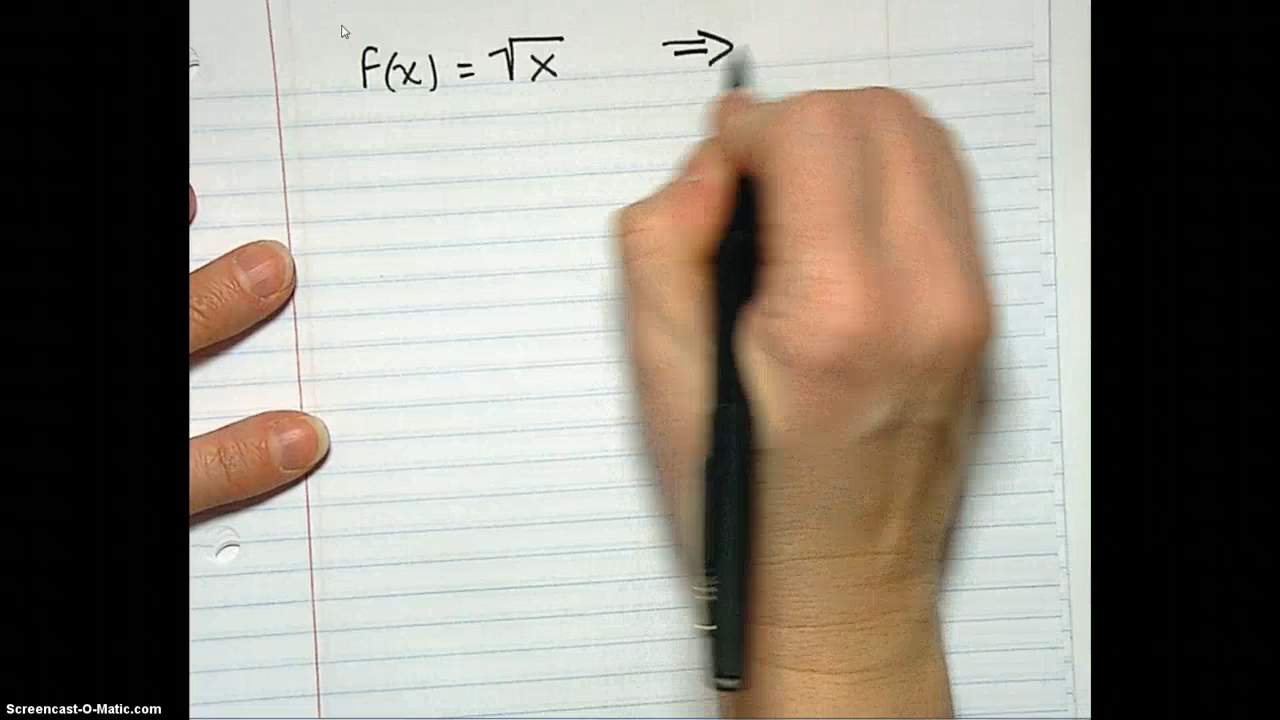 f(x) = √x ⇒
Screencast-O-Matic.com